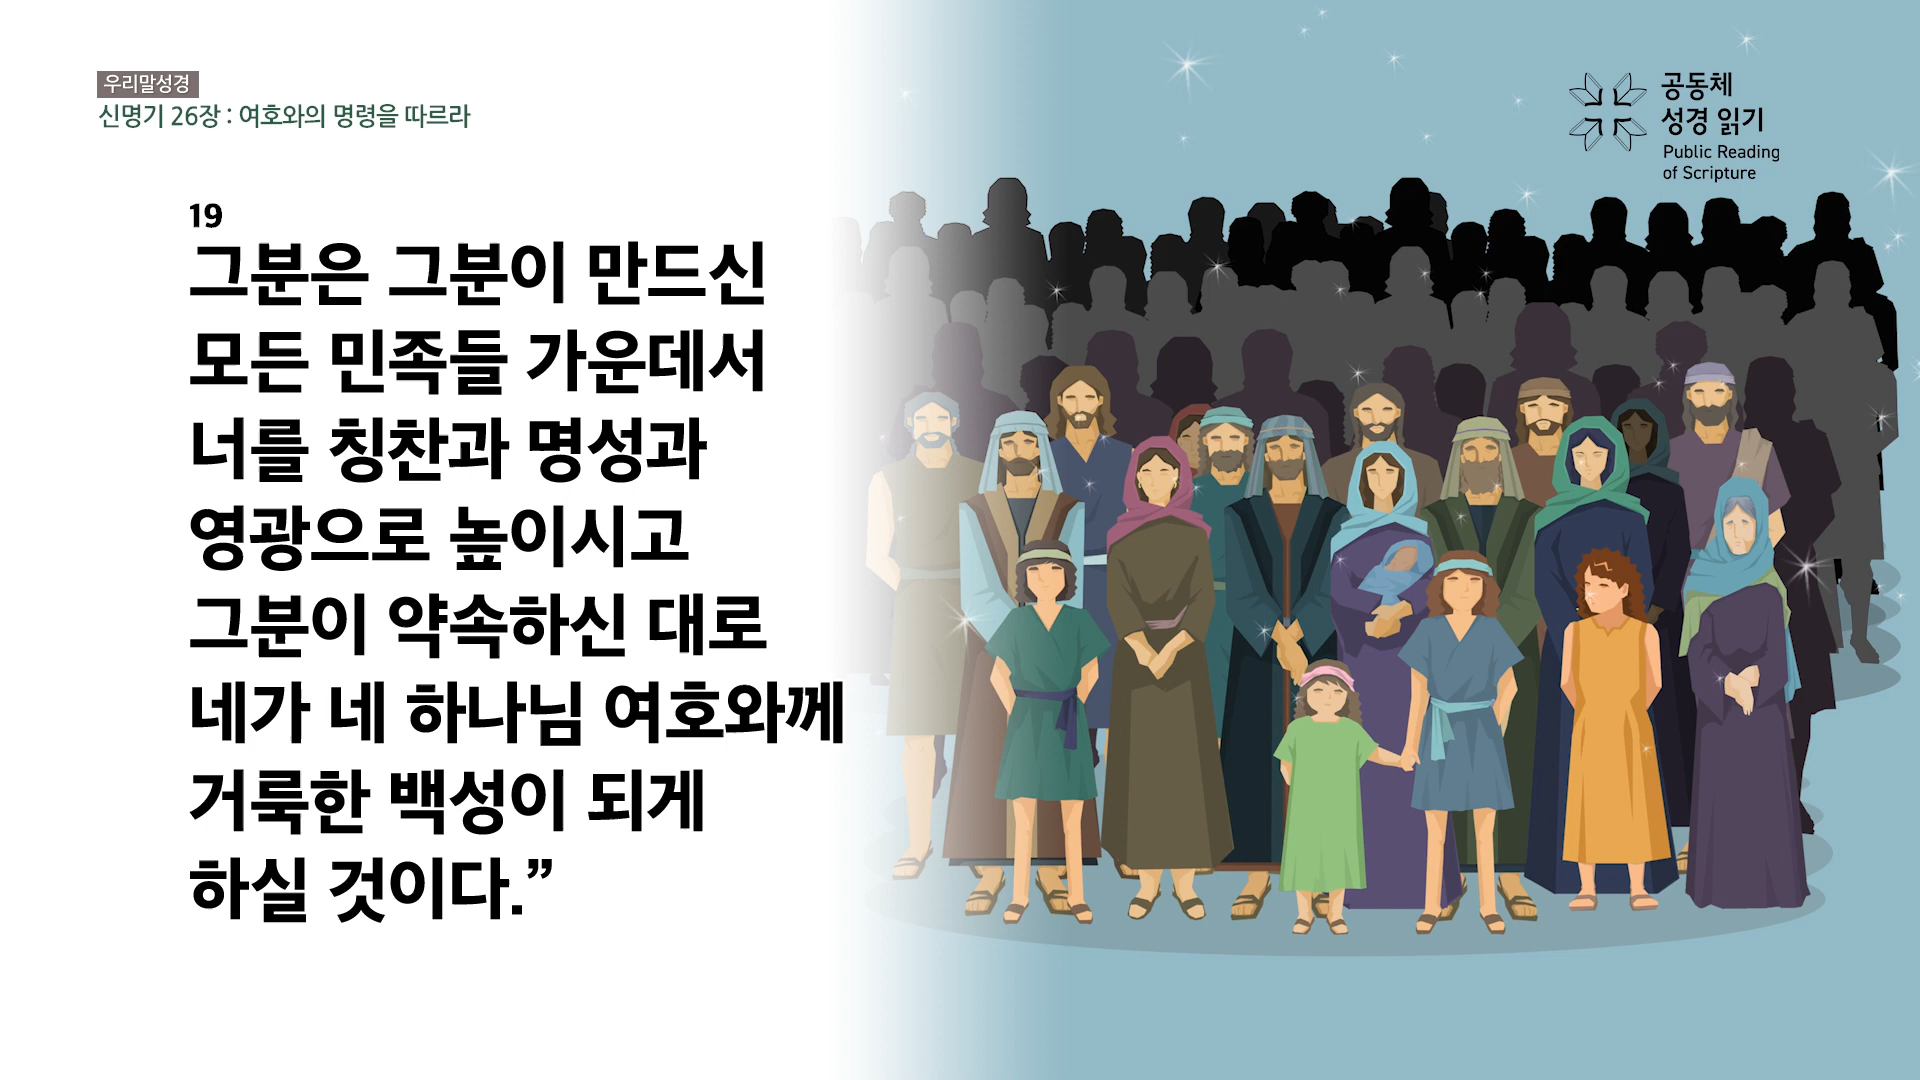 우리말성경
신명기 26장 : 여호와의 명령을 따르라
공동체
성경 읽기
Public Reading
of Scripture
19
그분은 그분이 만드신
모든 민족들 가운데서
너를 칭찬과 명성과
영광으로 높이시고
그분이 약속하신 대로
네가 네 하나님 여호와께
거룩한 백성이 되게
하실 것이다.”